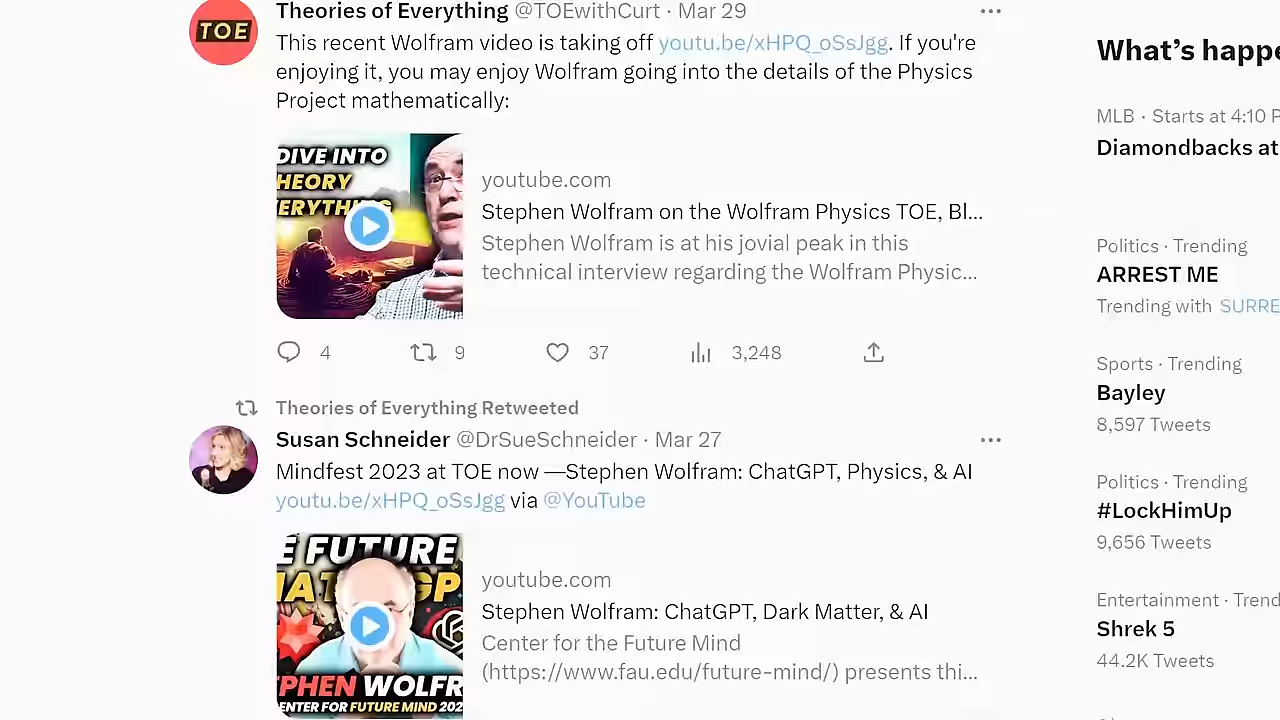 TOE
Theories of Everything @TOEwithCurt · Mar 29
This recent Wolfram video is taking off youtu.be/xHPQ_oSsJgg. If you're
enjoying it, you may enjoy Wolfram going into the details of the Physics
Project mathematically:
DIVE INTO
HEORY
ERYTHING
youtube.com
Stephen Wolfram on the Wolfram Physics TOE, Bl...
Stephen Wolfram is at his jovial peak in this
technical interview regarding the Wolfram Physic...
4 9 37 3,248
Theories of Everything Retweeted
Susan Schneider @DrSueSchneider · Mar 27
Mindfest 2023 at TOE now —Stephen Wolfram: ChatGPT, Physics, & AI
youtu.be/xHPQ_oSsJgg via @YouTube
E FUTURE
HATGP
PHEN WOLFR
ENTER FOR FUTURE MIND 202
youtube.com
Stephen Wolfram: ChatGPT, Dark Matter, & AI
Center for the Future Mind
(https://www.fau.edu/future-mind/) presents thi...
What's happe
MLB · Starts at 4:10 P
Diamondbacks at
Politics · Trending
ARREST ME
Trending with SURRE
Sports · Trending
Bayley
8,597 Tweets
Politics · Trending
#LockHimUp
9,656 Tweets
Entertainment · Trend
Shrek 5
44.2K Tweets